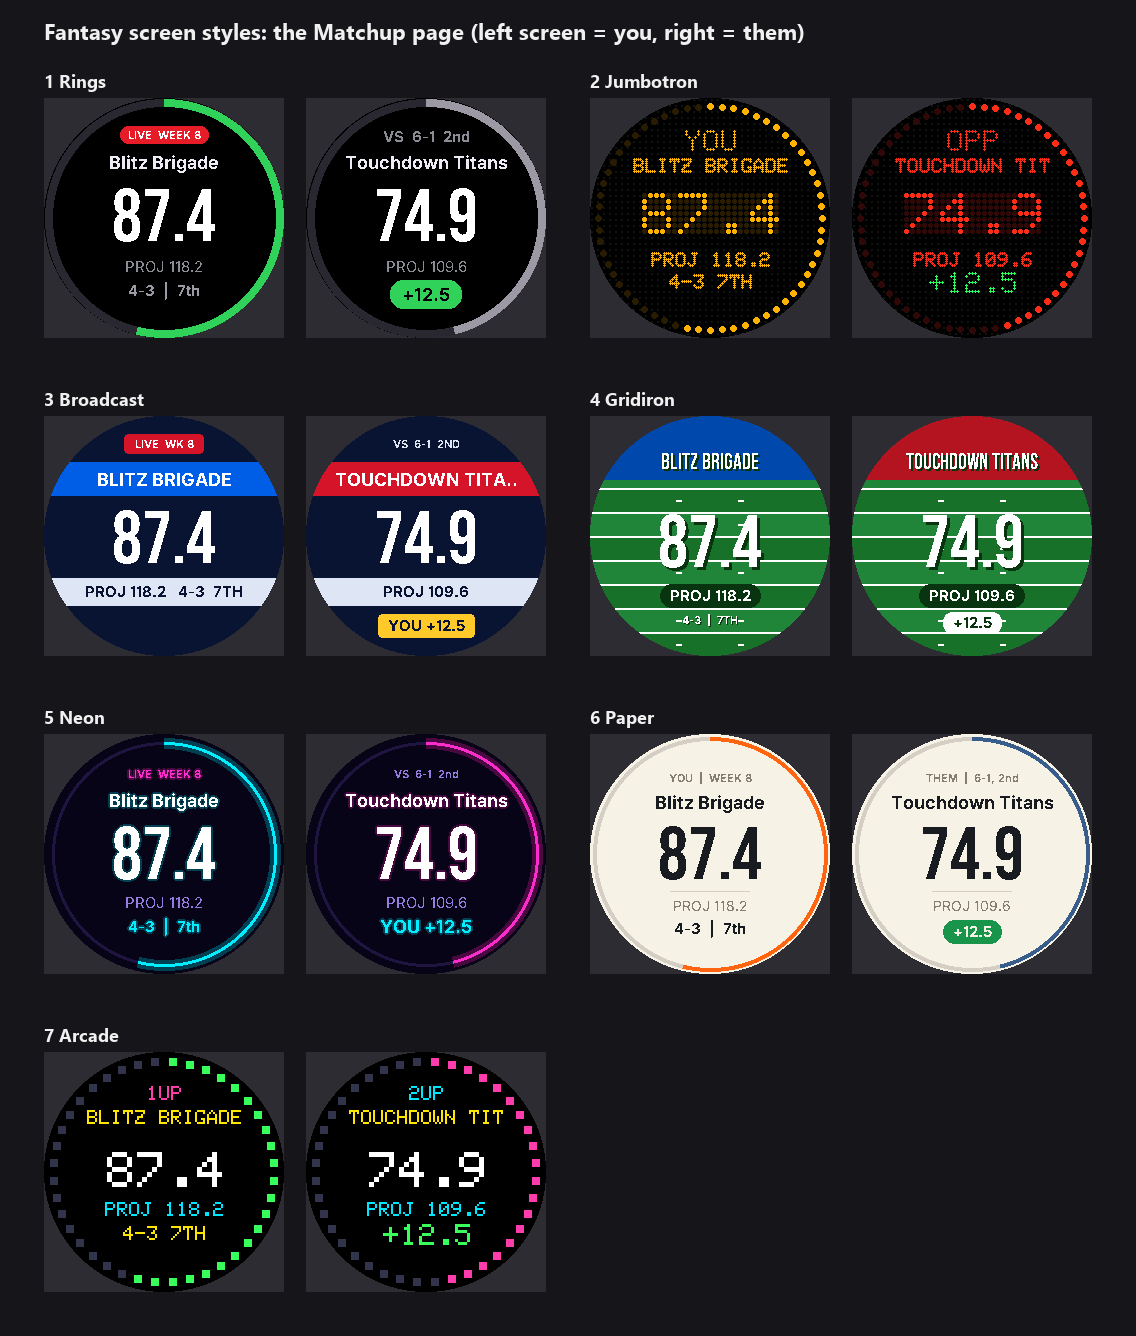 Fantasy screen styles: the Matchup page (left screen = you, right = them)
1 Rings
LIVE WEEK 8
Blitz Brigade
87.4
PROJ 118.2
4-3 | 7th
VS 6-1 2nd
Touchdown Titans
74.9
PROJ 109.6
+12.5
2 Jumbotron
YOU
BLITZ BRIGADE
87.4
PROJ 118.2
4-3 7TH
OPP
TOUCHDOWN TIT
74.9
PROJ 109.6
+12.5
3 Broadcast
LIVE WK 8
BLITZ BRIGADE
87.4
PROJ 118.2 4-3 7TH
VS 6-1 2ND
TOUCHDOWN TITA..
74.9
PROJ 109.6
YOU +12.5
4 Gridiron
BLITZ BRIGADE
87.4
PROJ 118.2
4-3 | 7TH
TOUCHDOWN TITANS
74.9
PROJ 109.6
+12.5
5 Neon
LIVE WEEK 8
Blitz Brigade
87.4
PROJ 118.2
4-3 | 7th
VS 6-1 2nd
Touchdown Titans
74.9
PROJ 109.6
YOU +12.5
6 Paper
YOU | WEEK 8
Blitz Brigade
87.4
PROJ 118.2
4-3 | 7th
THEM | 6-1, 2nd
Touchdown Titans
74.9
PROJ 109.6
+12.5
7 Arcade
1UP
BLITZ BRIGADE
87.4
PROJ 118.2
4-3 7TH
2UP
TOUCHDOWN TIT
74.9
PROJ 109.6
+12.5